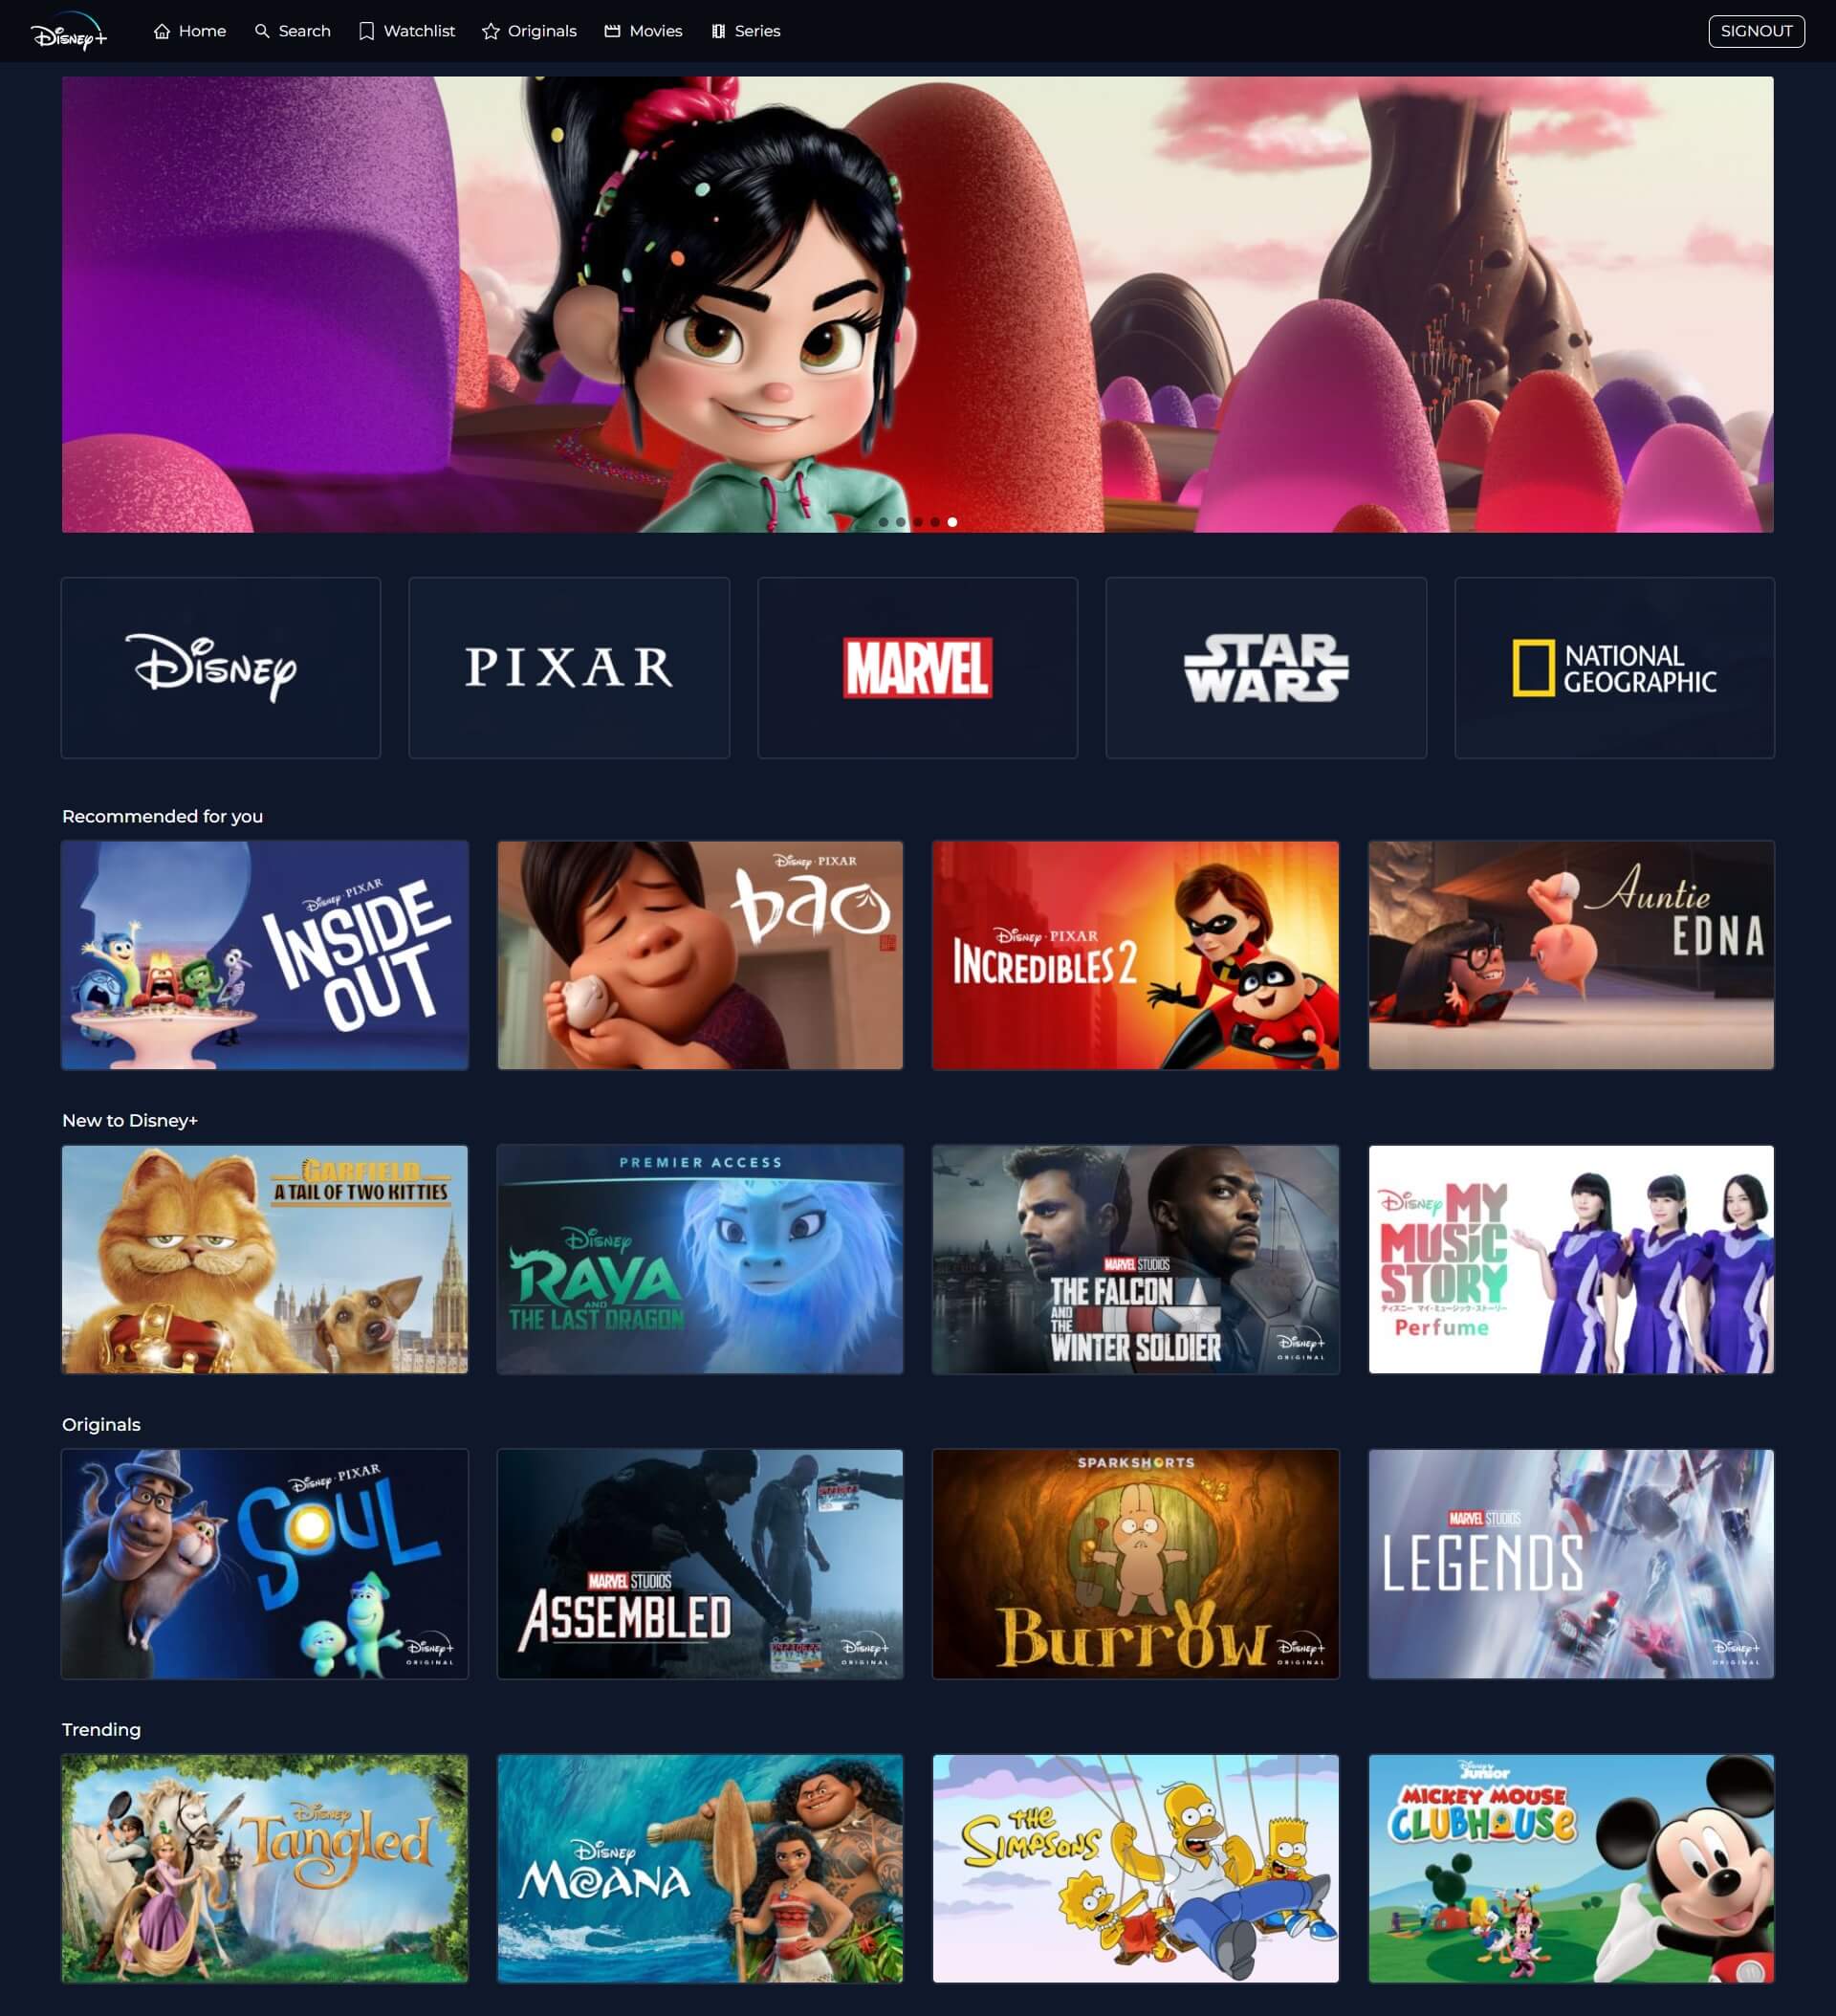 Disney+
Home
Search
Watchlist
Originals
Movies
Series
SIGNOUT
Disney
PIXAR
MARVEL
STAR
WARS
NATIONAL
GEOGRAPHIC
Recommended for you
Disney · PIXAR
INSIDE
OUT
Disney · PIXAR
bao
Disney · PIXAR
INCREDIBLES 2
Auntie
EDNA
New to Disney+
GARFIELD
A TAIL OF TWO KITTIES
PREMIER ACCESS
Disney
RAYA
AND
THE LAST DRAGON
MARVEL STUDIOS
THE FALCON
AND
THE
WINTER SOLDIER
Disney+
ORIGINAL
Disney MY
MUSiC
STORY
ディズニー マイ・ミュージック・ストーリー
Perfume
Originals
Disney · PIXAR
SOUL
Disney+
ORIGINAL
MARVEL STUDIOS
ASSEMBLED
Disney+
ORIGINAL
SPARKSHORTS
Burrow
Disney+
ORIGINAL
MARVEL STUDIOS
LEGENDS
Disney+
ORIGINAL
Trending
Disney
Tangled
Disney
MOANA
THE
SIMPSONS
Disney
Junior
MICKEY MOUSE
CLUBHOUSE